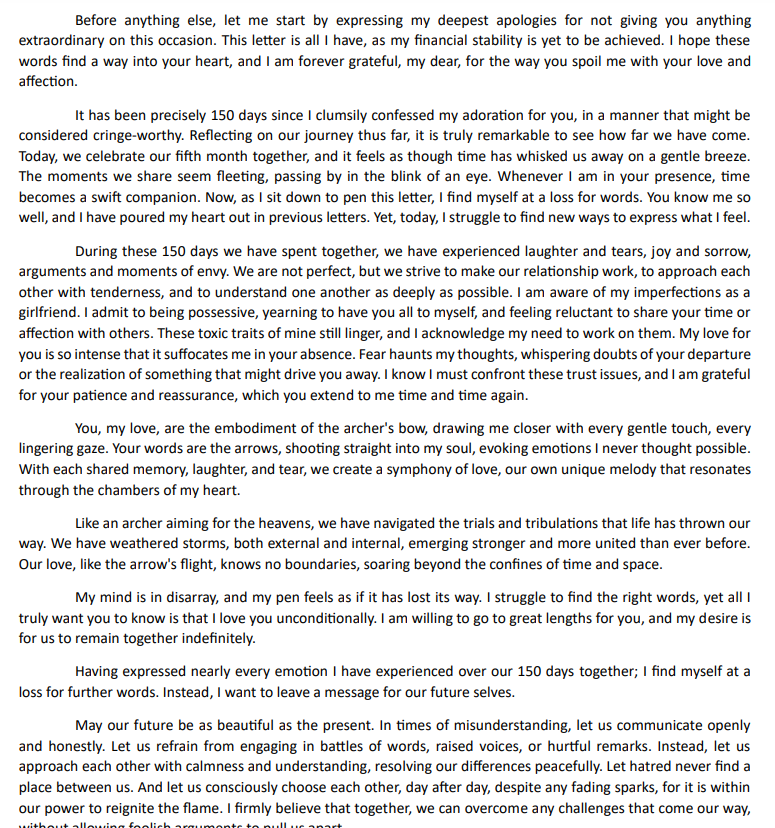 Before anything else, let me start by expressing my deepest apologies for not giving you anything
extraordinary on this occasion. This letter is all I have, as my financial stability is yet to be achieved. I hope these
words find a way into your heart, and I am forever grateful, my dear, for the way you spoil me with your love and
affection.
It has been precisely 150 days since I clumsily confessed my adoration for you, in a manner that might be
considered cringe-worthy. Reflecting on our journey thus far, it is truly remarkable to see how far we have come.
Today, we celebrate our fifth month together, and it feels as though time has whisked us away on a gentle breeze.
The moments we share seem fleeting, passing by in the blink of an eye. Whenever I am in your presence, time
becomes a swift companion. Now, as I sit down to pen this letter, I find myself at a loss for words. You know me so
well, and I have poured my heart out in previous letters. Yet, today, I struggle to find new ways to express what I feel.
During these 150 days we have spent together, we have experienced laughter and tears, joy and sorrow,
arguments and moments of envy. We are not perfect, but we strive to make our relationship work, to approach each
other with tenderness, and to understand one another as deeply as possible. I am aware of my imperfections as a
girlfriend. I admit to being possessive, yearning to have you all to myself, and feeling reluctant to share your time or
affection with others. These toxic traits of mine still linger, and I acknowledge my need to work on them. My love for
you is so intense that it suffocates me in your absence. Fear haunts my thoughts, whispering doubts of your departure
or the realization of something that might drive you away. I know I must confront these trust issues, and I am grateful
for your patience and reassurance, which you extend to me time and time again.
You, my love, are the embodiment of the archer's bow, drawing me closer with every gentle touch, every
lingering gaze. Your words are the arrows, shooting straight into my soul, evoking emotions I never thought possible.
With each shared memory, laughter, and tear, we create a symphony of love, our own unique melody that resonates
through the chambers of my heart.
Like an archer aiming for the heavens, we have navigated the trials and tribulations that life has thrown our
way. We have weathered storms, both external and internal, emerging stronger and more united than ever before.
Our love, like the arrow's flight, knows no boundaries, soaring beyond the confines of time and space.
My mind is in disarray, and my pen feels as if it has lost its way. I struggle to find the right words, yet all I
truly want you to know is that I love you unconditionally. I am willing to go to great lengths for you, and my desire is
for us to remain together indefinitely.
Having expressed nearly every emotion I have experienced over our 150 days together; I find myself at a
loss for further words. Instead, I want to leave a message for our future selves.
May our future be as beautiful as the present. In times of misunderstanding, let us communicate openly
and honestly. Let us refrain from engaging in battles of words, raised voices, or hurtful remarks. Instead, let us
approach each other with calmness and understanding, resolving our differences peacefully. Let hatred never find a
place between us. And let us consciously choose each other, day after day, despite any fading sparks, for it is within
our power to reignite the flame. I firmly believe that together, we can overcome any challenges that come our way,
without allowing foolish arguments to pull us apart.